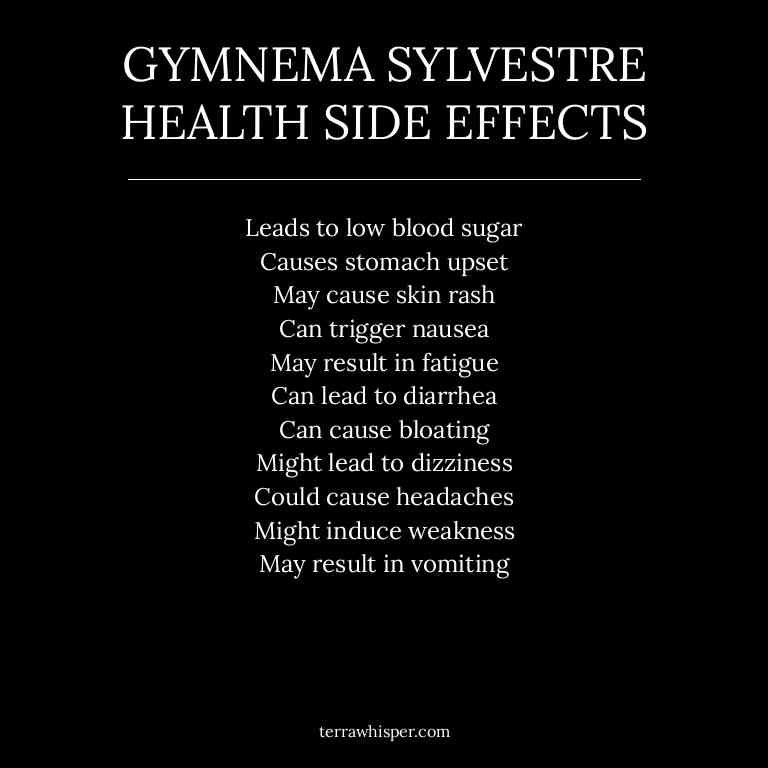 GYMNEMA SYLVESTRE
HEALTH SIDE EFFECTS
Leads to low blood sugar
Causes stomach upset
May cause skin rash
Can trigger nausea
May result in fatigue
Can lead to diarrhea
Can cause bloating
Might lead to dizziness
Could cause headaches
Might induce weakness
May result in vomiting
terrawhisper.com